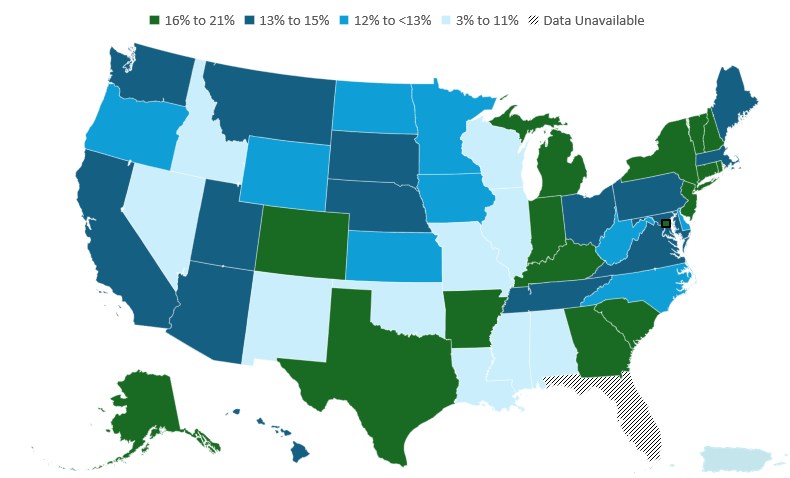 16% to 21% 13% to 15% 12% to <13% 3% to 11% Data Unavailable